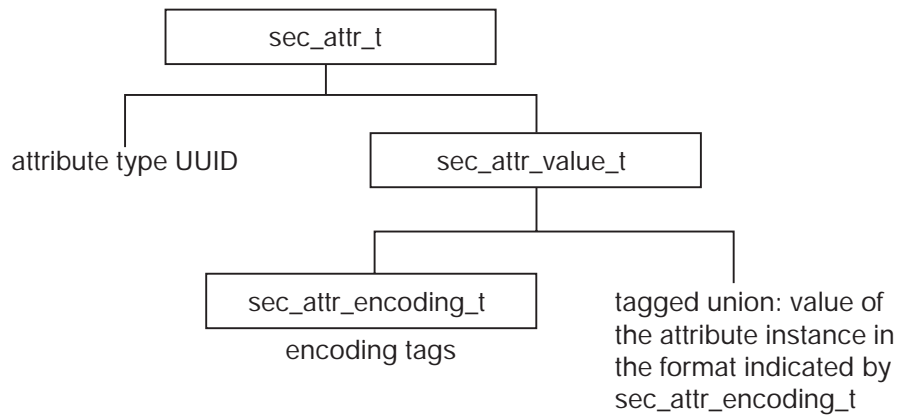 sec_attr_t
attribute type UUID
sec_attr_value_t
sec_attr_encoding_t
encoding tags
tagged union: value of
the attribute instance in
the format indicated by
sec_attr_encoding_t